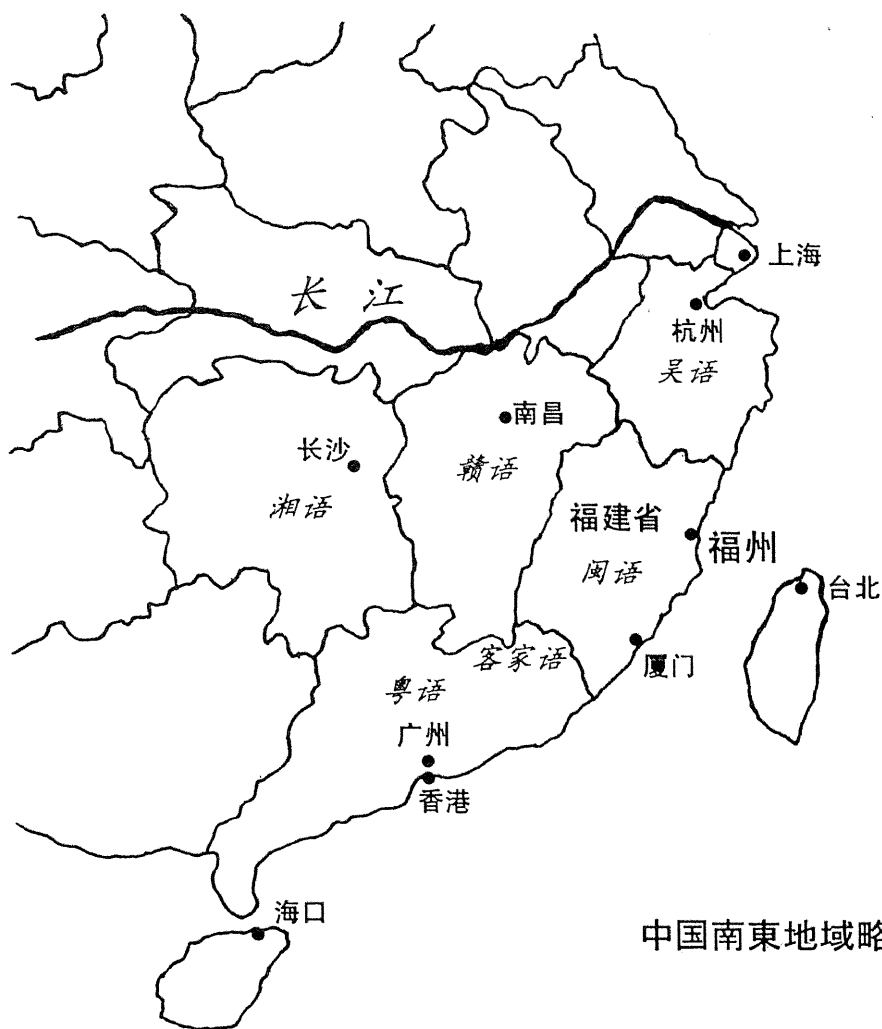 上海
长 江
杭州
吴语
南昌
长沙
赣语
湘语
福建省
福州
闽语
台北
客家语
厦门
粤语
广州
香港
海口
中国南東地域略